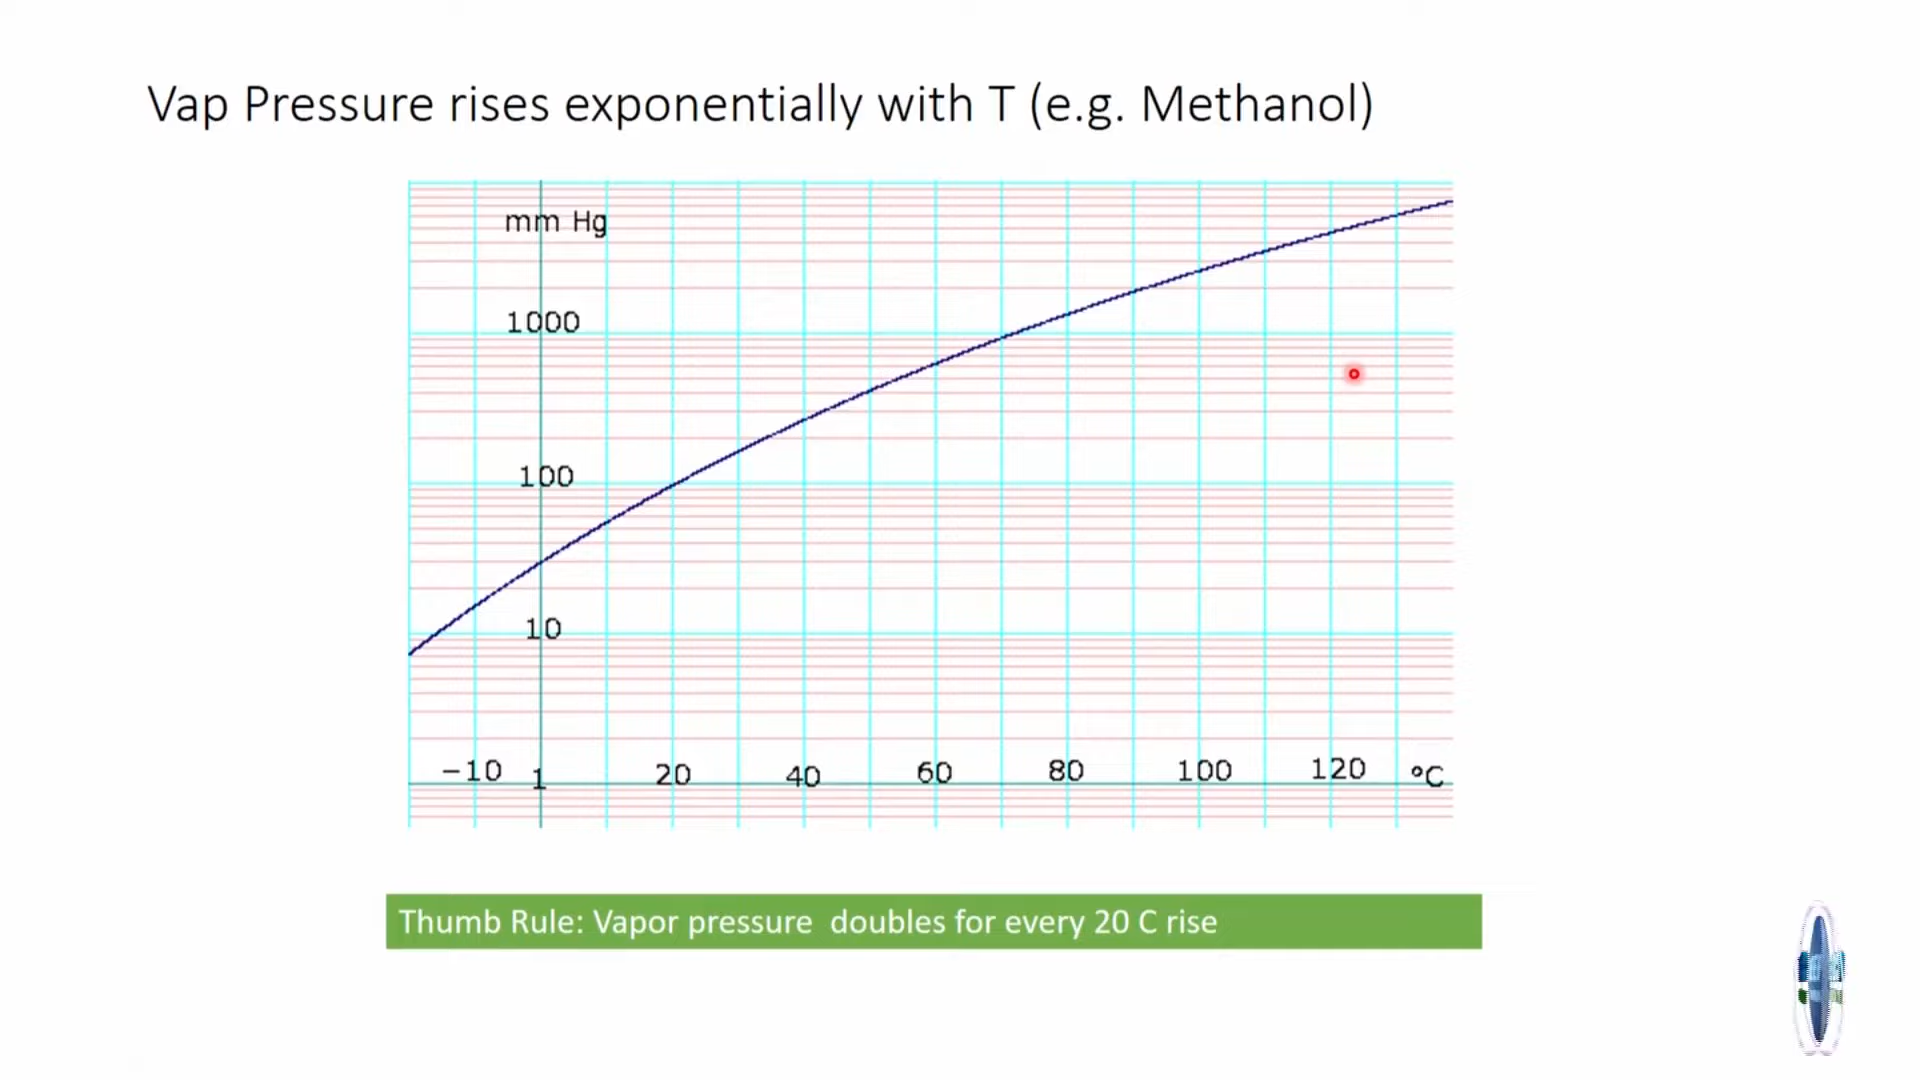 Vap Pressure rises exponentially with T (e.g. Methanol)
mm Hg
1000
100
10
−10 1 20 40 60 80 100 120 °C
Thumb Rule: Vapor pressure  doubles for every 20 C rise